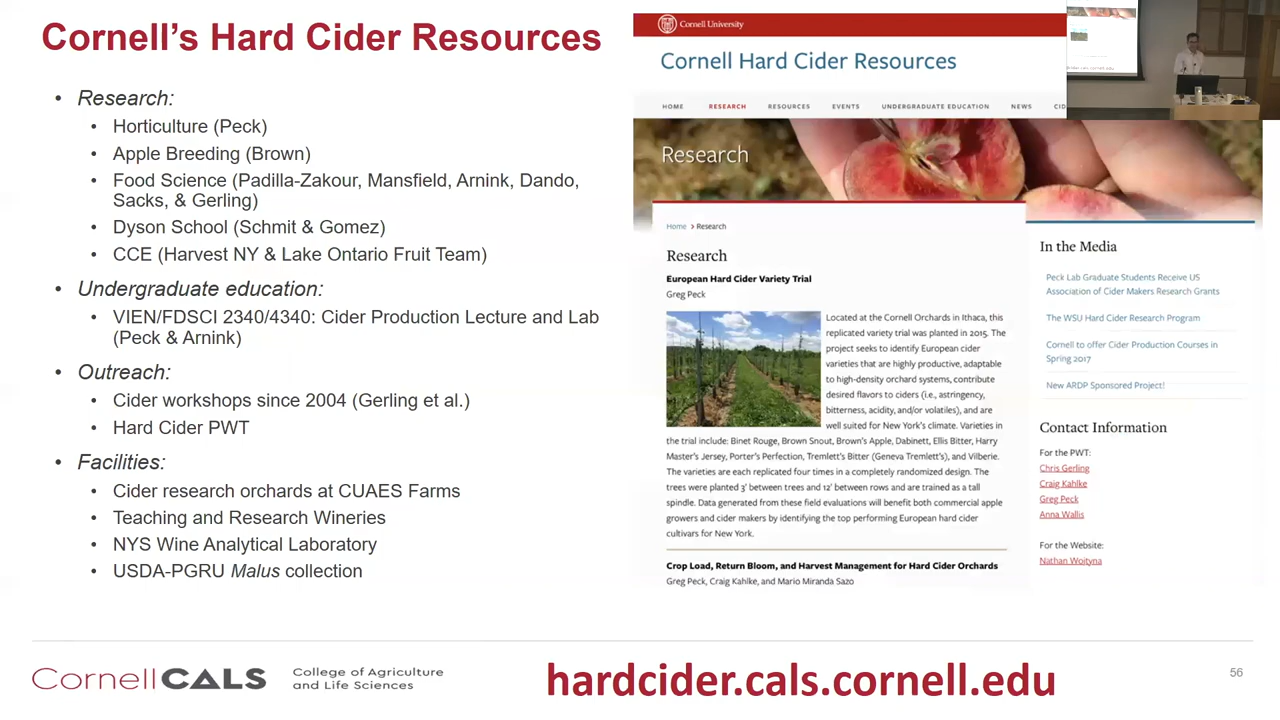 Cornell's Hard Cider Resources
• Research:
• Horticulture (Peck)
• Apple Breeding (Brown)
• Food Science (Padilla-Zakour, Mansfield, Arnink, Dando,
Sacks, & Gerling)
• Dyson School (Schmit & Gomez)
• CCE (Harvest NY & Lake Ontario Fruit Team)
• Undergraduate education:
• VIEN/FDSCI 2340/4340: Cider Production Lecture and Lab
(Peck & Arnink)
• Outreach:
• Cider workshops since 2004 (Gerling et al.)
• Hard Cider PWT
• Facilities:
• Cider research orchards at CUAES Farms
• Teaching and Research Wineries
• NYS Wine Analytical Laboratory
• USDA-PGRU Malus collection
Cornell University
Cornell Hard Cider Resources
HOME RESEARCH RESOURCES EVENTS UNDERGRADUATE EDUCATION NEWS CID
Research
Home > Research
Research
European Hard Cider Variety Trial
Greg Peck
Located at the Cornell Orchards in Ithaca, this
replicated variety trial was planted in 2015. The
project seeks to identify European cider
varieties that are highly productive, adaptable
to high-density orchard systems, contribute
desired flavors to ciders (i.e., astringency,
bitterness, acidity, and/or volatiles), and are
well suited for New York's climate. Varieties in
the trial include: Binet Rouge, Brown Snout, Brown's Apple, Dabinett, Ellis Bitter, Harry
Master's Jersey, Porter's Perfection, Tremlett's Bitter (Geneva Tremlett's), and Vilberie.
The varieties are each replicated four times in a completely randomized design. The
trees were planted 3' between trees and 12' between rows and are trained as a tall
spindle. Data generated from these field evaluations will benefit both commercial apple
growers and cider makers by identifying the top performing European hard cider
cultivars for New York.
Crop Load, Return Bloom, and Harvest Management for Hard Cider Orchards
Greg Peck, Craig Kahlke, and Mario Miranda Sazo
In the Media
Peck Lab Graduate Students Receive US
Association of Cider Makers Research Grants
The WSU Hard Cider Research Program
Cornell to offer Cider Production Courses in
Spring 2017
New ARDP Sponsored Project!
Contact Information
For the PWT:
Chris Gerling
Craig Kahlke
Greg Peck
Anna Wallis
For the Website:
Nathan Woityna
CornellCALS
College of Agriculture
and Life Sciences
hardcider.cals.cornell.edu
56